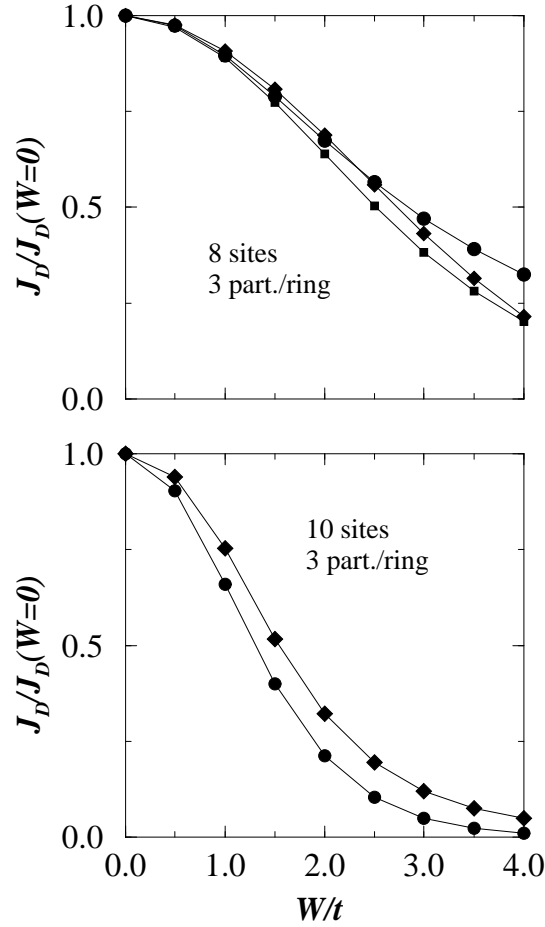 1.0
0.5
0.0
J_D/J_D(W=0)
8 sites
3 part./ring
1.0
0.5
0.0
J_D/J_D(W=0)
10 sites
3 part./ring
0.0 1.0 2.0 3.0 4.0
W/t